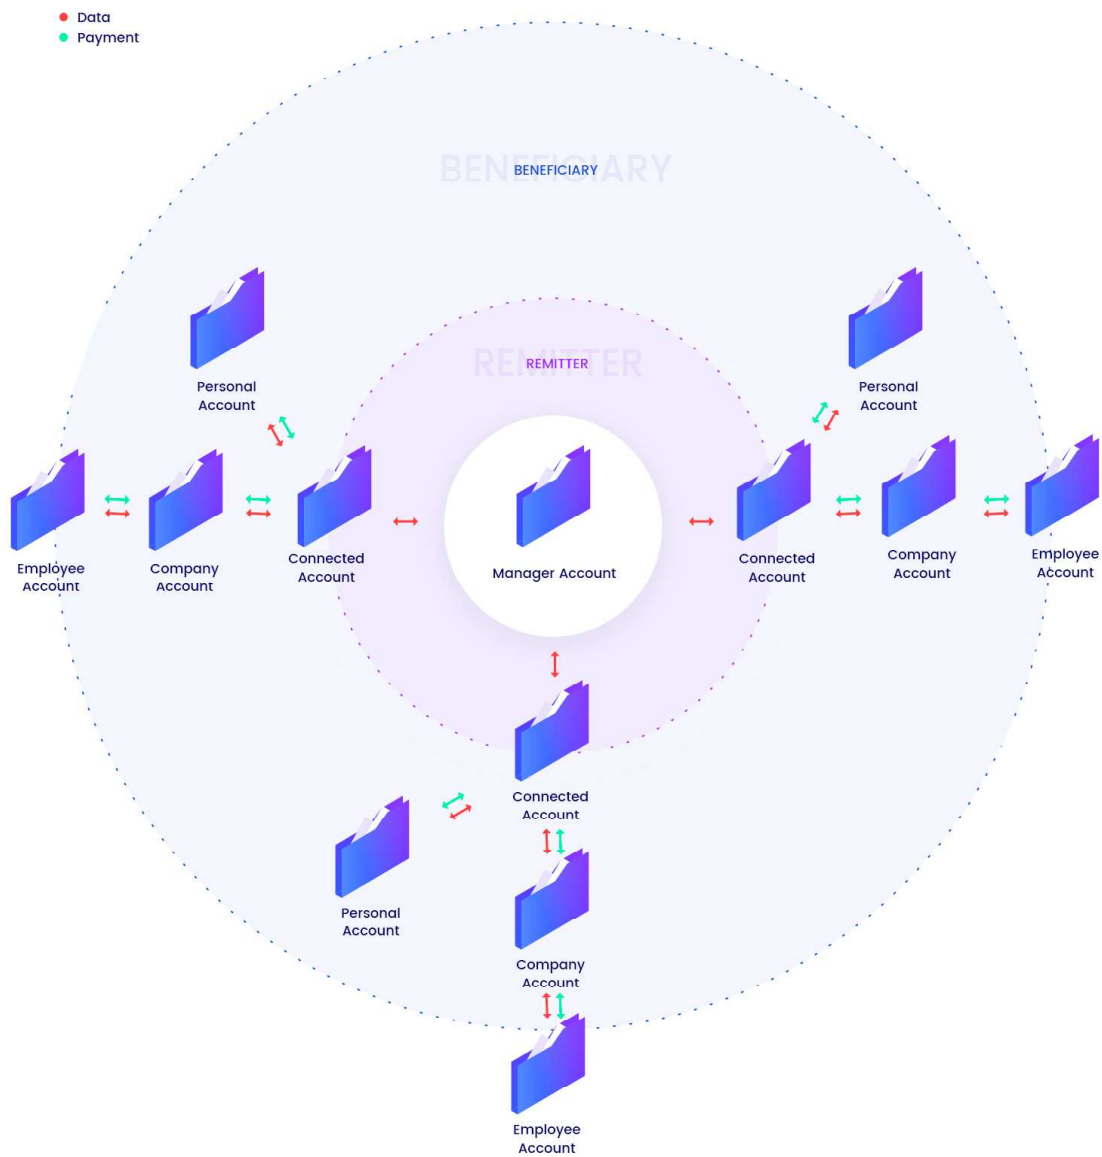 Data
Payment
BENEFICIARY
BENEFICIARY
REMITTER
REMITTER
Personal
Account
Personal
Account
Employee
Account
Company
Account
Connected
Account
Manager Account
Connected
Account
Company
Account
Employee
Account
Connected
Account
Personal
Account
Company
Account
Employee
Account